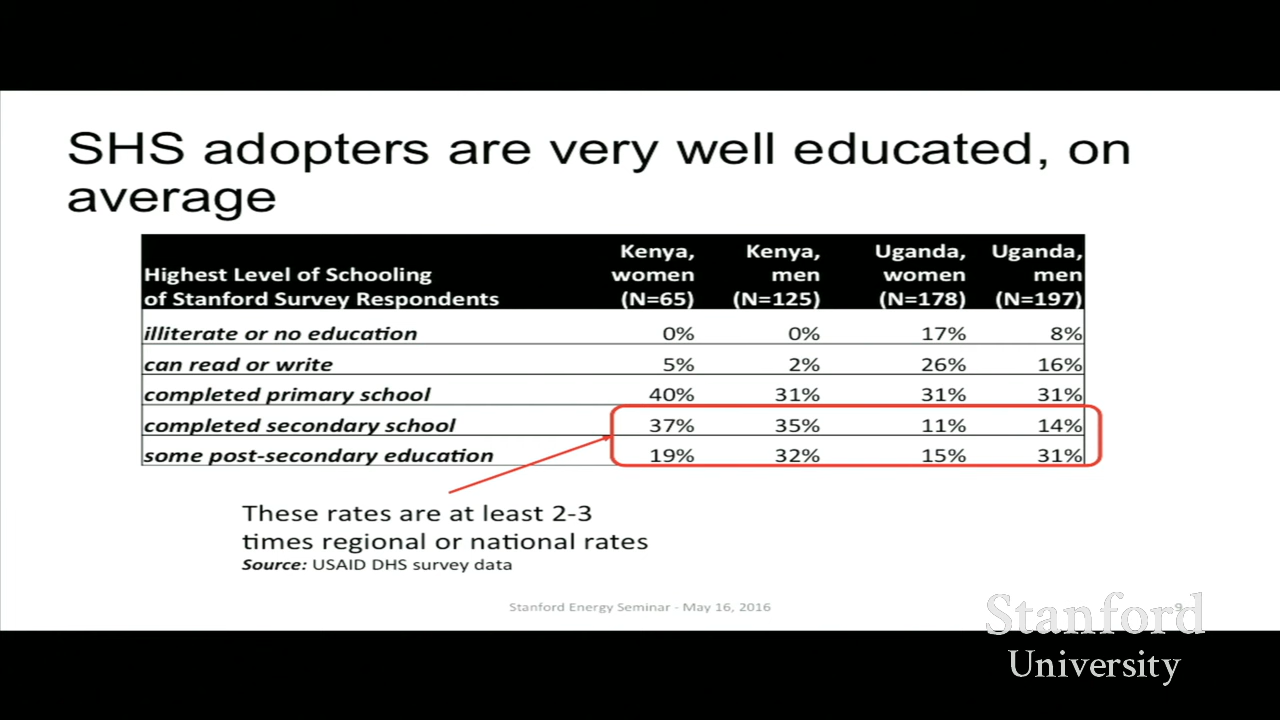 SHS adopters are very well educated, on
average
Highest Level of Schooling
of Stanford Survey Respondents
Kenya,
women
(N=65)
Kenya,
men
(N=125)
Uganda,
women
(N=178)
Uganda,
men
(N=197)
illiterate or no education 0% 0% 17% 8%
can read or write 5% 2% 26% 16%
completed primary school 40% 31% 31% 31%
completed secondary school 37% 35% 11% 14%
some post-secondary education 19% 32% 15% 31%
These rates are at least 2-3
times regional or national rates
Source: USAID DHS survey data
Stanford Energy Seminar - May 16, 2016
9
Stanford
University